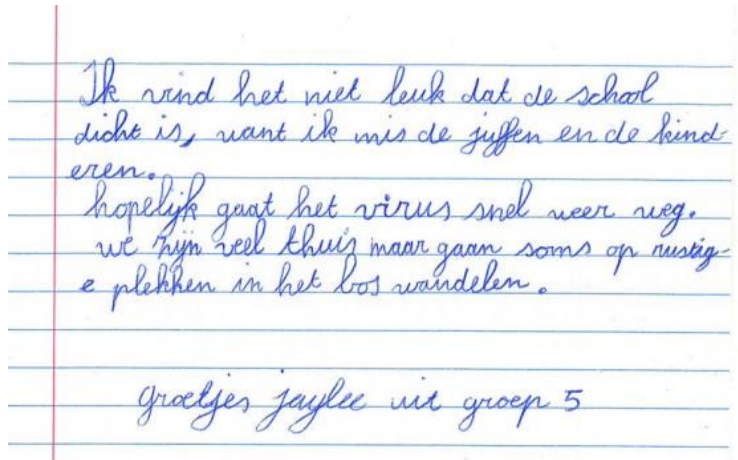 Ik vind het niet leuk dat de school
dicht is, want ik mis de juffen en de kind-
eren.
hopelijk gaat het virus snel weer weg.
we zijn veel thuis maar gaan soms op rustig-
e plekken in het bos wandelen.
groetjes jaylee uit groep 5